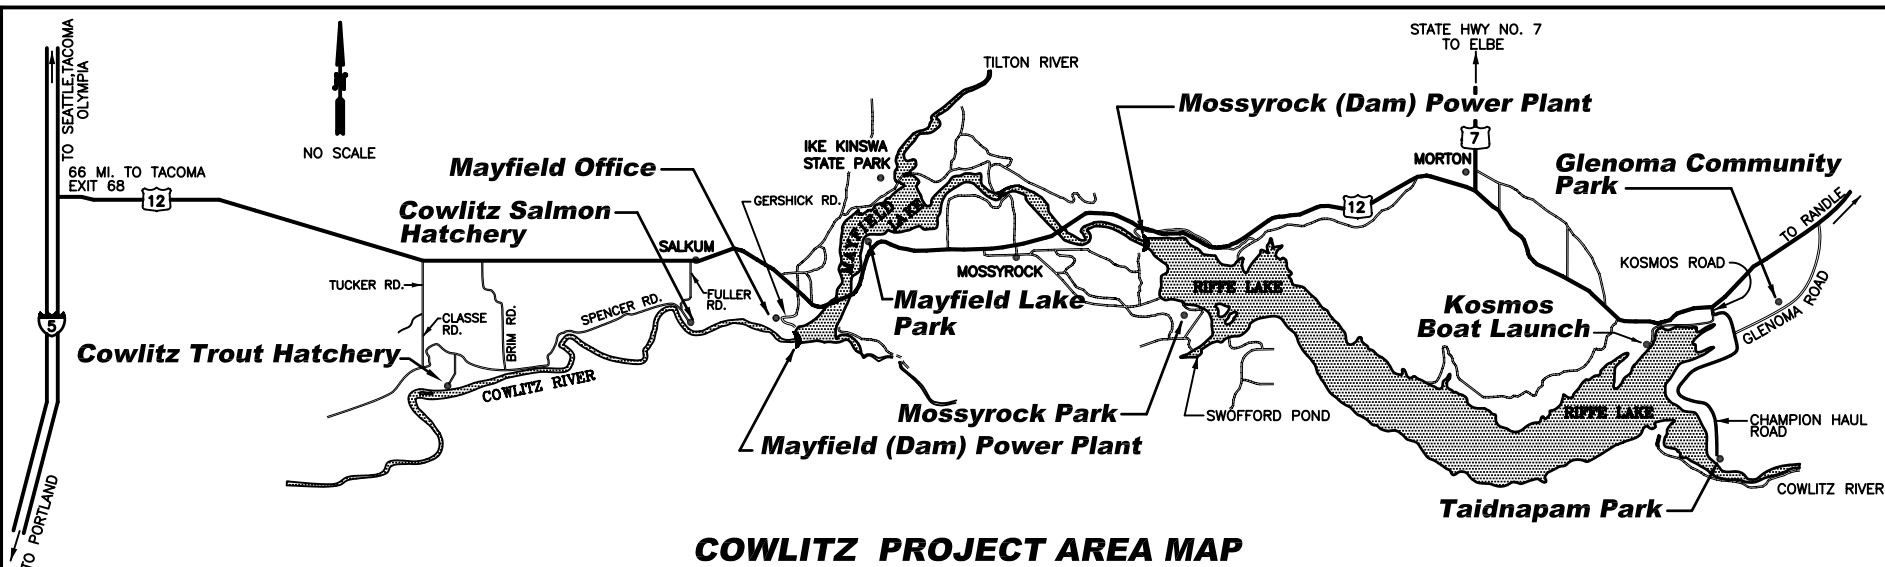 TO SEATTLE,TACOMA
OLYMPIA
NO SCALE
66 MI. TO TACOMA
EXIT 68
12
5
TO PORTLAND
TILTON RIVER
STATE HWY NO. 7
TO ELBE
7
Mossyrock (Dam) Power Plant
IKE KINSWA
STATE PARK
MORTON
Glenoma Community
Park
Mayfield Office
GERSHICK RD.
Cowlitz Salmon
Hatchery
SALKUM
MAYFIELD
LAKE
12
TO RANDLE
KOSMOS ROAD
TUCKER RD.
CLASSE
RD.
BRIM RD.
SPENCER RD.
FULLER
RD.
MOSSYROCK
RIFFE LAKE
Mayfield Lake
Park
Kosmos
Boat Launch
GLENOMA ROAD
Cowlitz Trout Hatchery
COWLITZ RIVER
Mossyrock Park
SWOFFORD POND
RIFFE LAKE
CHAMPION HAUL
ROAD
Mayfield (Dam) Power Plant
COWLITZ RIVER
Taidnapam Park
COWLITZ PROJECT AREA MAP